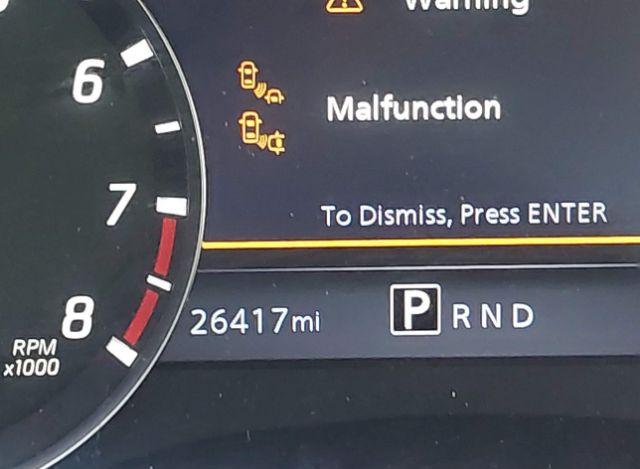 Warning
6
Malfunction
7
To Dismiss, Press ENTER
8
26417mi
P R N D
RPM
x1000